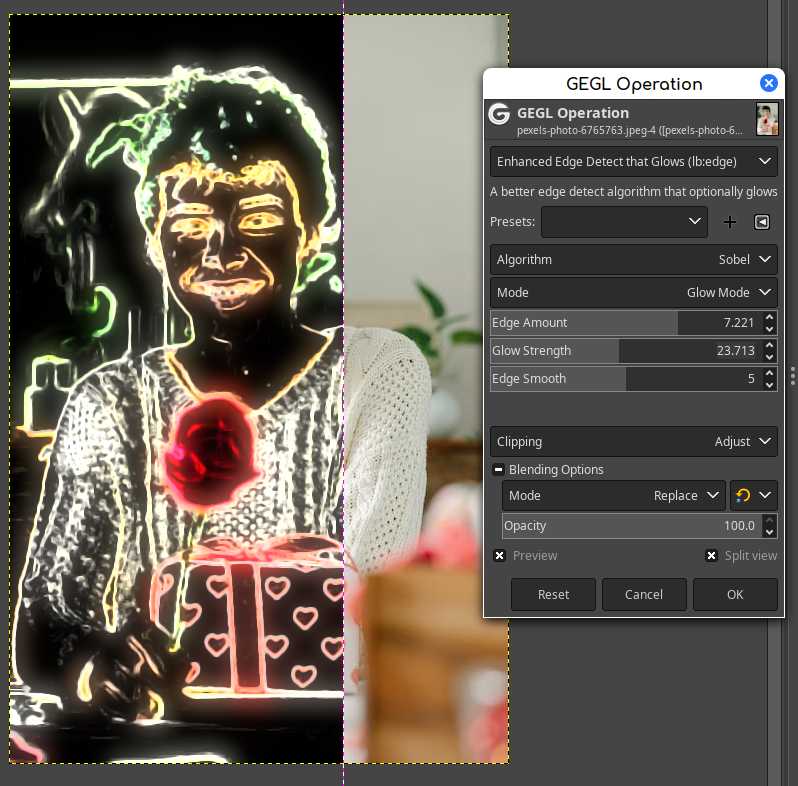 GEGL Operation
GEGL Operation
pexels-photo-6765763.jpeg-4 ([pexels-photo-6...
Enhanced Edge Detect that Glows (lb:edge)
A better edge detect algorithm that optionally glows
Presets:
Algorithm Sobel
Mode Glow Mode
Edge Amount 7.221
Glow Strength 23.713
Edge Smooth 5
Clipping Adjust
Blending Options
Mode Replace
Opacity 100.0
Preview Split view
Reset Cancel OK